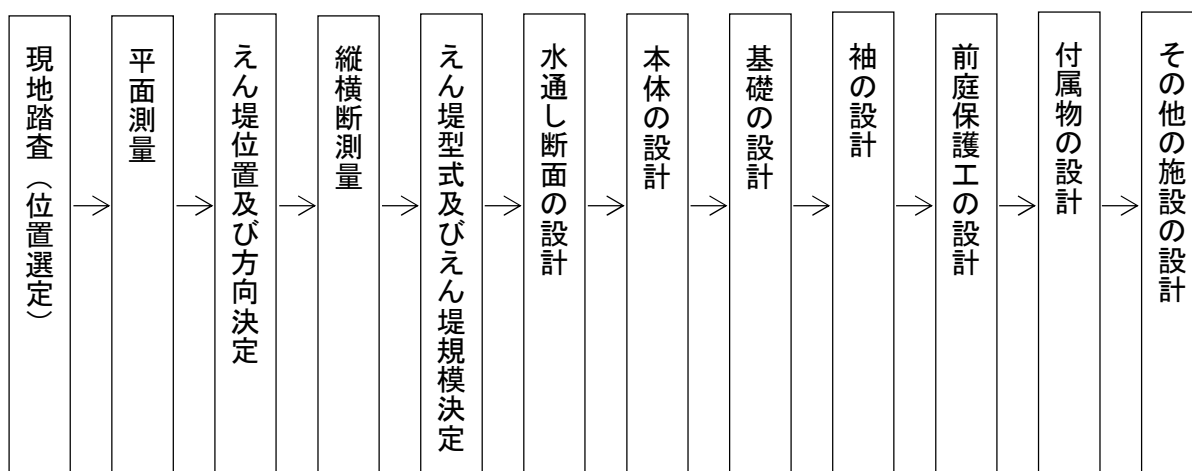 現地踏査（位置選定）
平面測量
えん堤位置及び方向決定
縦横断測量
えん堤型式及びえん堤規模決定
水通し断面の設計
本体の設計
基礎の設計
袖の設計
前庭保護工の設計
付属物の設計
その他の施設の設計